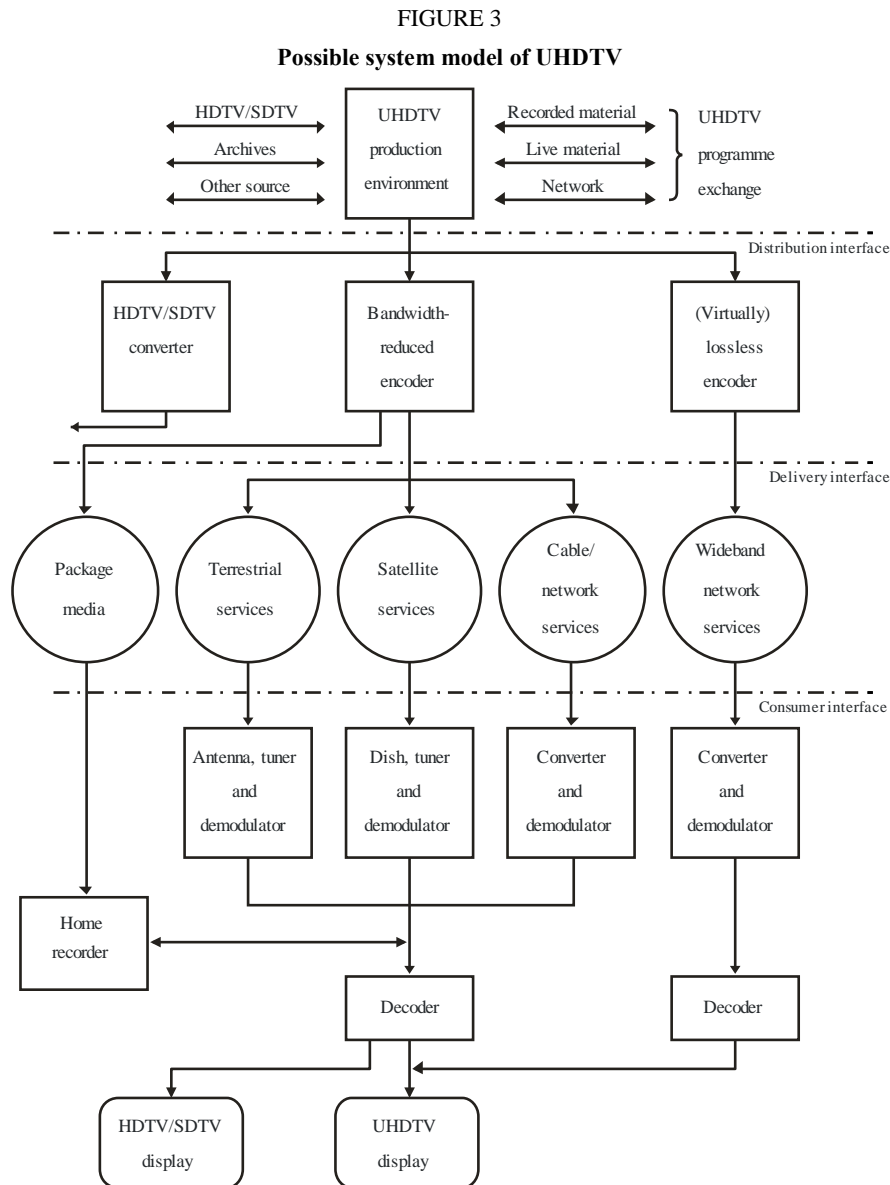 FIGURE 3
Possible system model of UHDTV
HDTV/SDTV
Archives
Other source
UHDTV
production
environment
Recorded material
Live material
Network
UHDTV
programme
exchange
Distribution interface
HDTV/SDTV
converter
Bandwidth-
reduced
encoder
(Virtually)
lossless
encoder
Delivery interface
Package
media
Terrestrial
services
Satellite
services
Cable/
network
services
Wideband
network
services
Consumer interface
Antenna, tuner
and
demodulator
Dish, tuner
and
demodulator
Converter
and
demodulator
Converter
and
demodulator
Home
recorder
Decoder
Decoder
HDTV/SDTV
display
UHDTV
display